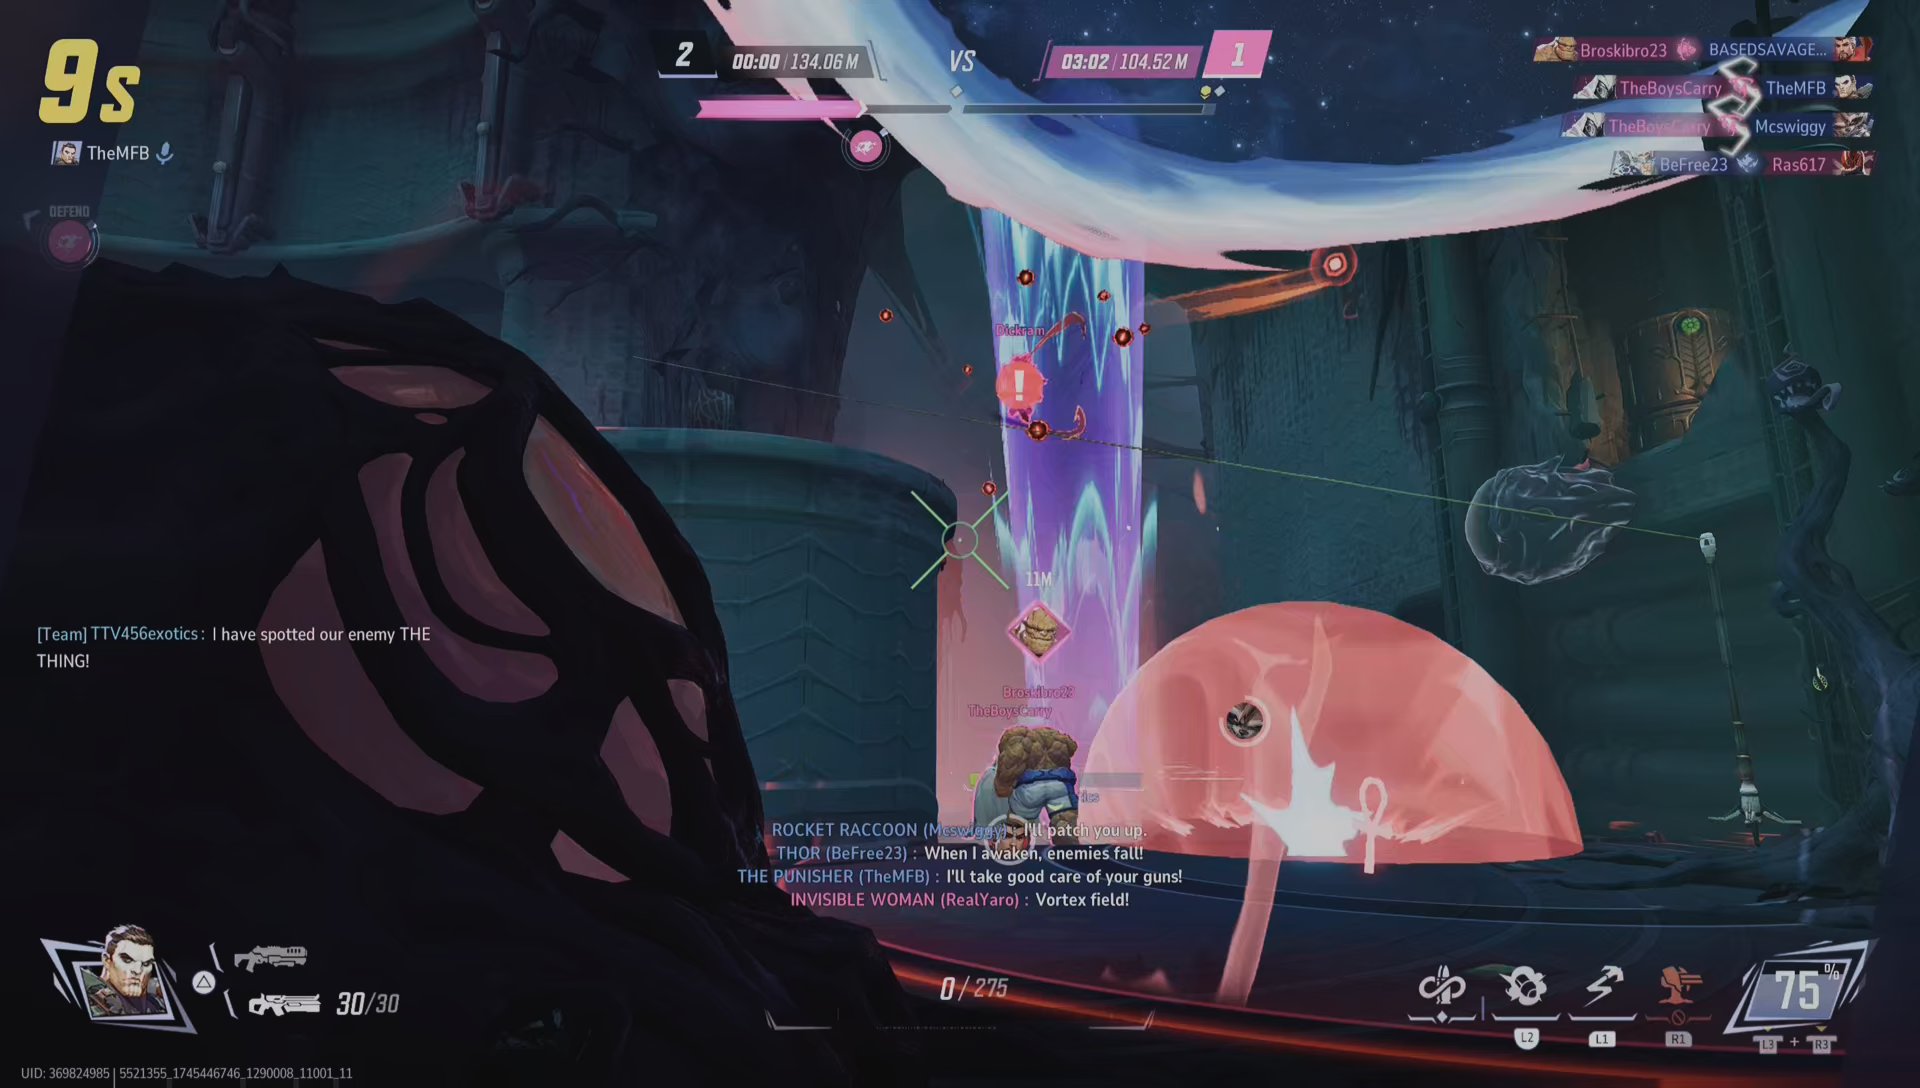 9s
TheMFB
DEFEND
2
00:00 / 134.06 M
VS
03:02 / 104.52 M
1
Broskibro23 BASEDSAVAGE...
TheBoysCarry TheMFB
TheBoysCarry Mcswiggy
BeFree23 Ras617
Dickram
!
11M
Broskibro23
TheBoysCarry
[Team] TTV456exotics : I have spotted our enemy THE
THING!
ROCKET RACCOON (Mcswiggy) : I'll patch you up.
THOR (BeFree23) : When I awaken, enemies fall!
THE PUNISHER (TheMFB) : I'll take good care of your guns!
INVISIBLE WOMAN (RealYaro) : Vortex field!
30/30
0 / 275
L2
L1
R1
75%
L3 + R3
UID: 369824985 | 5521355_1745446746_1290008_11001_11